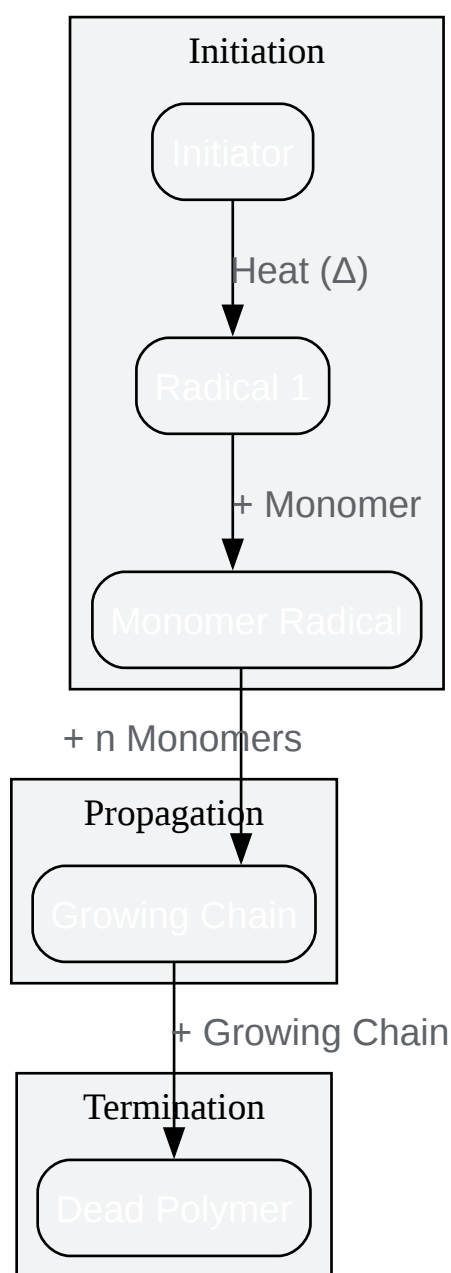 Initiation
Initiator
Heat (Δ)
Radical 1
+ Monomer
Monomer Radical
+ n Monomers
Propagation
Growing Chain
+ Growing Chain
Termination
Dead Polymer